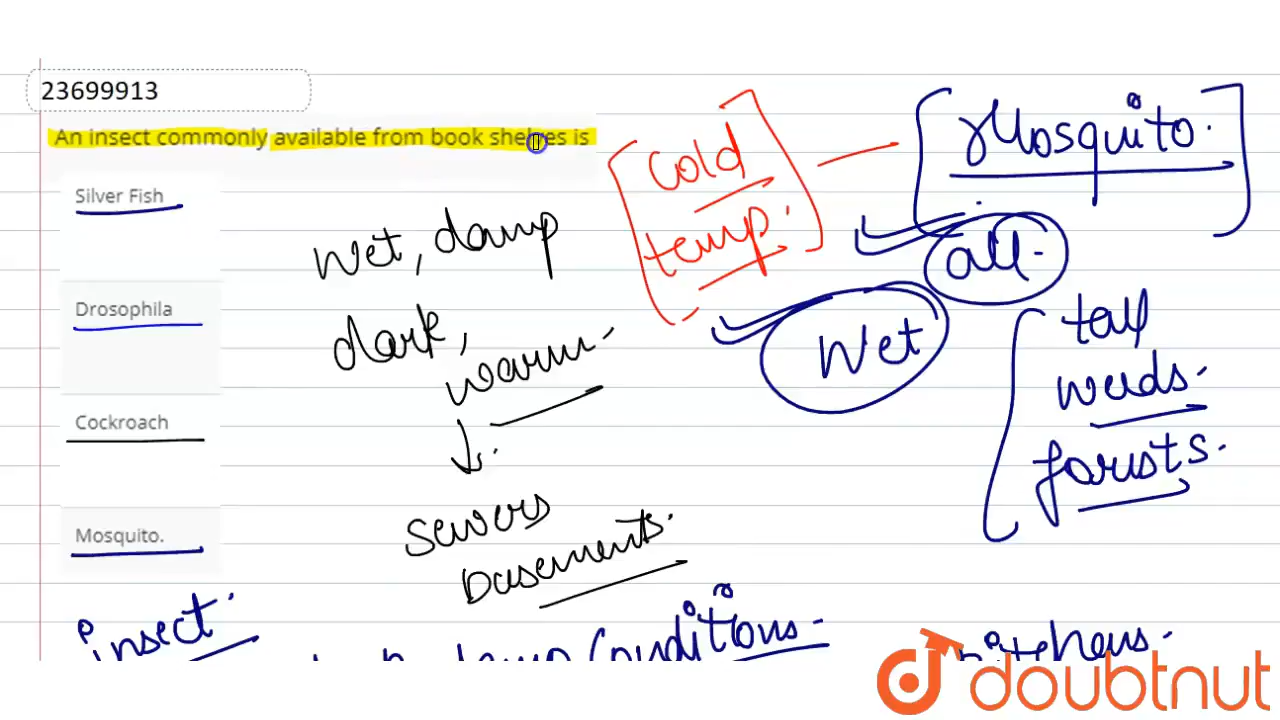 23699913
An insect commonly available from book shelves is
Silver Fish
Drosophila
Cockroach
Mosquito.
Wet, damp
dark,
warm.
sewers
basements.
Cold
temp.
Mosquito.
all.
Wet
tall
weeds.
forests.
insect.
damp Conditions.
kitchens.
doubtnut